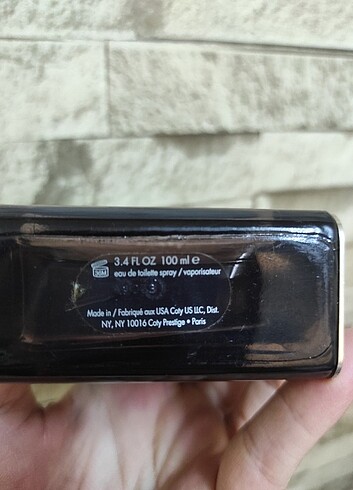 3.4 FL OZ 100 ml ℮
30M
eau de toilette spray / vaporisateur
Made in / Fabriqué aux USA Coty US LLC, Dist.
NY, NY 10016 Coty Prestige • Paris